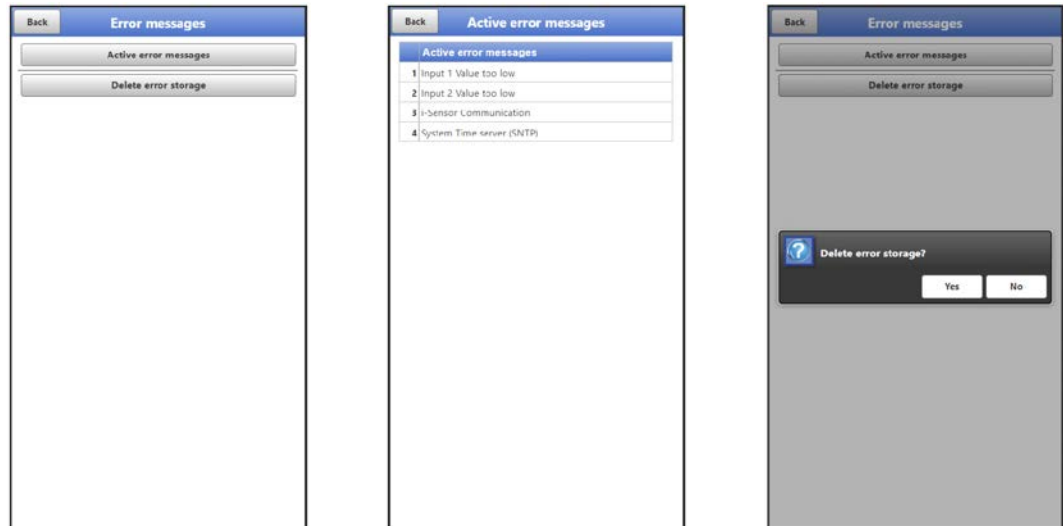 Back
Error messages
Active error messages
Delete error storage
Back
Active error messages
Active error messages
1 Input 1 Value too low
2 Input 2 Value too low
3 i-Sensor Communication
4 System Time server (SNTP)
Back
Error messages
Active error messages
Delete error storage
Delete error storage?
Yes
No